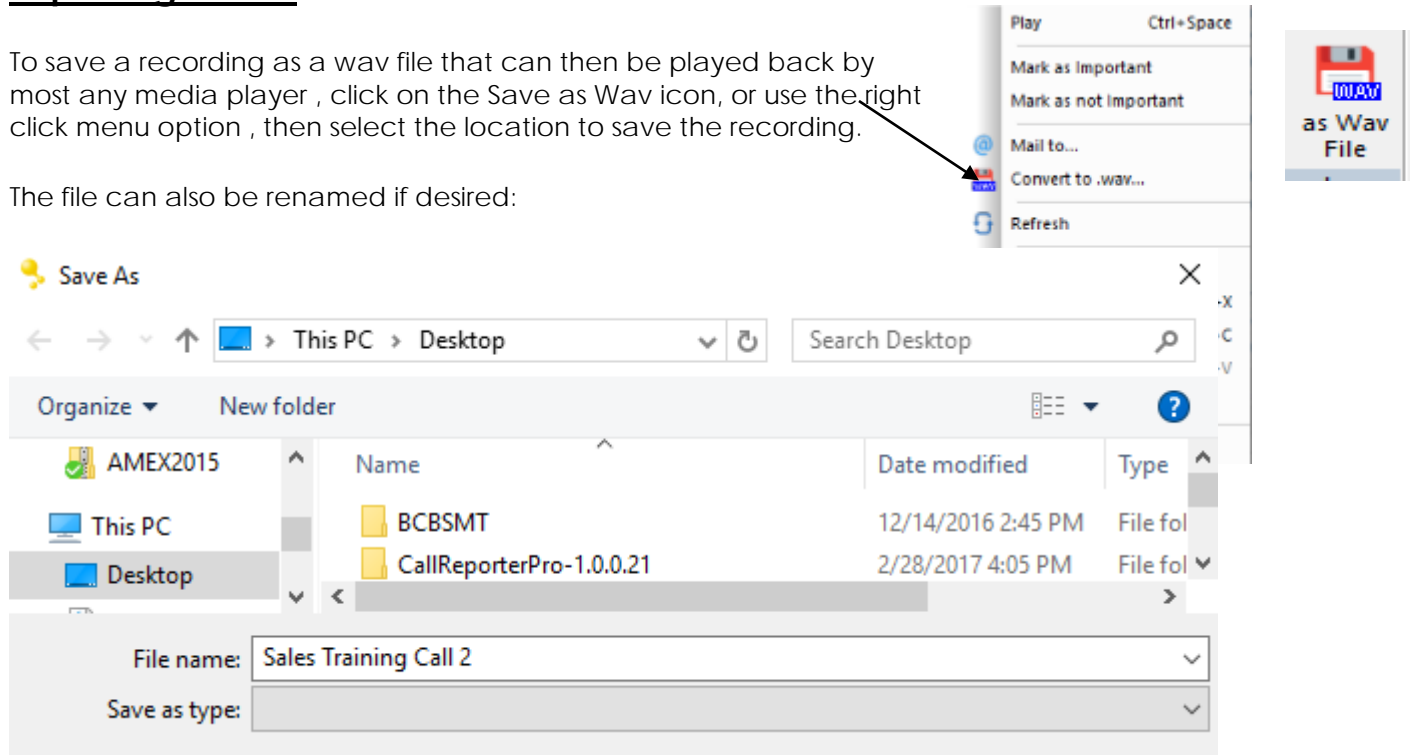 To save a recording as a wav file that can then be played back by
most any media player , click on the Save as Wav icon, or use the right
click menu option , then select the location to save the recording.
The file can also be renamed if desired:
Play Ctrl+Space
Mark as Important
Mark as not Important
@ Mail to...
WAV Convert to .wav...
Refresh
WAV
as Wav
File
Save As
-X
This PC > Desktop
Search Desktop
-C
-V
Organize
New folder
?
AMEX2015
Name Date modified Type
This PC
BCBSMT 12/14/2016 2:45 PM File fol
Desktop
CallReporterPro-1.0.0.21 2/28/2017 4:05 PM File fol
File name: Sales Training Call 2
Save as type: